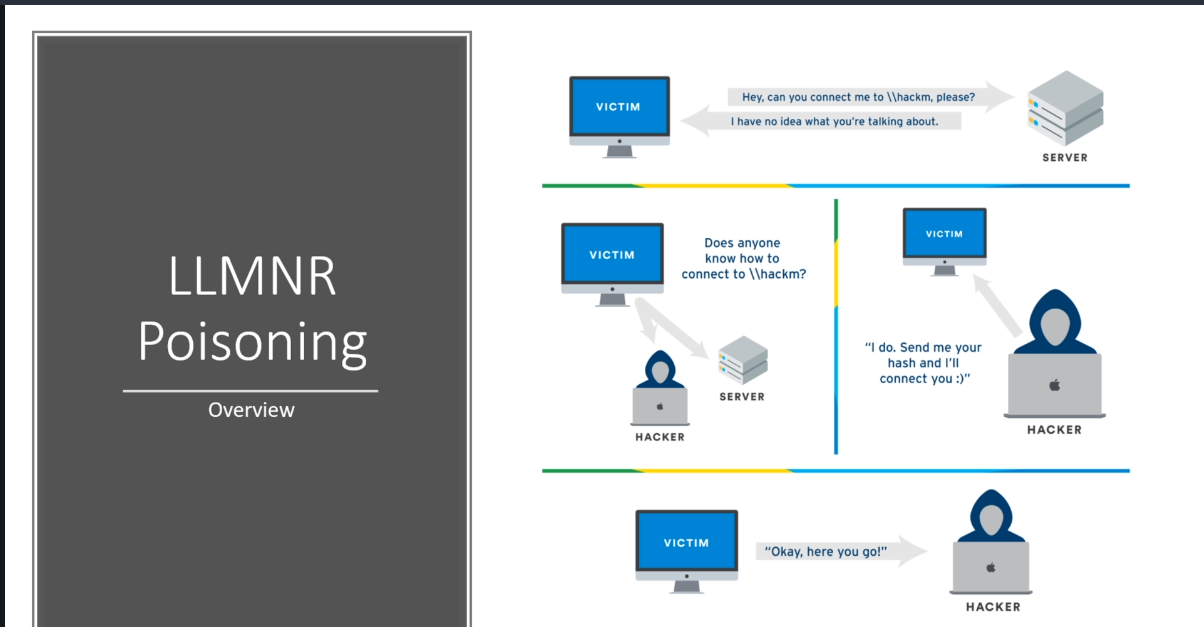 LLMNR
Poisoning
Overview
VICTIM
Hey, can you connect me to \\hackm, please?
I have no idea what you're talking about.
SERVER
VICTIM
Does anyone
know how to
connect to \\hackm?
HACKER
SERVER
VICTIM
“I do. Send me your
hash and I’ll
connect you :)”
HACKER
VICTIM
“Okay, here you go!”
HACKER